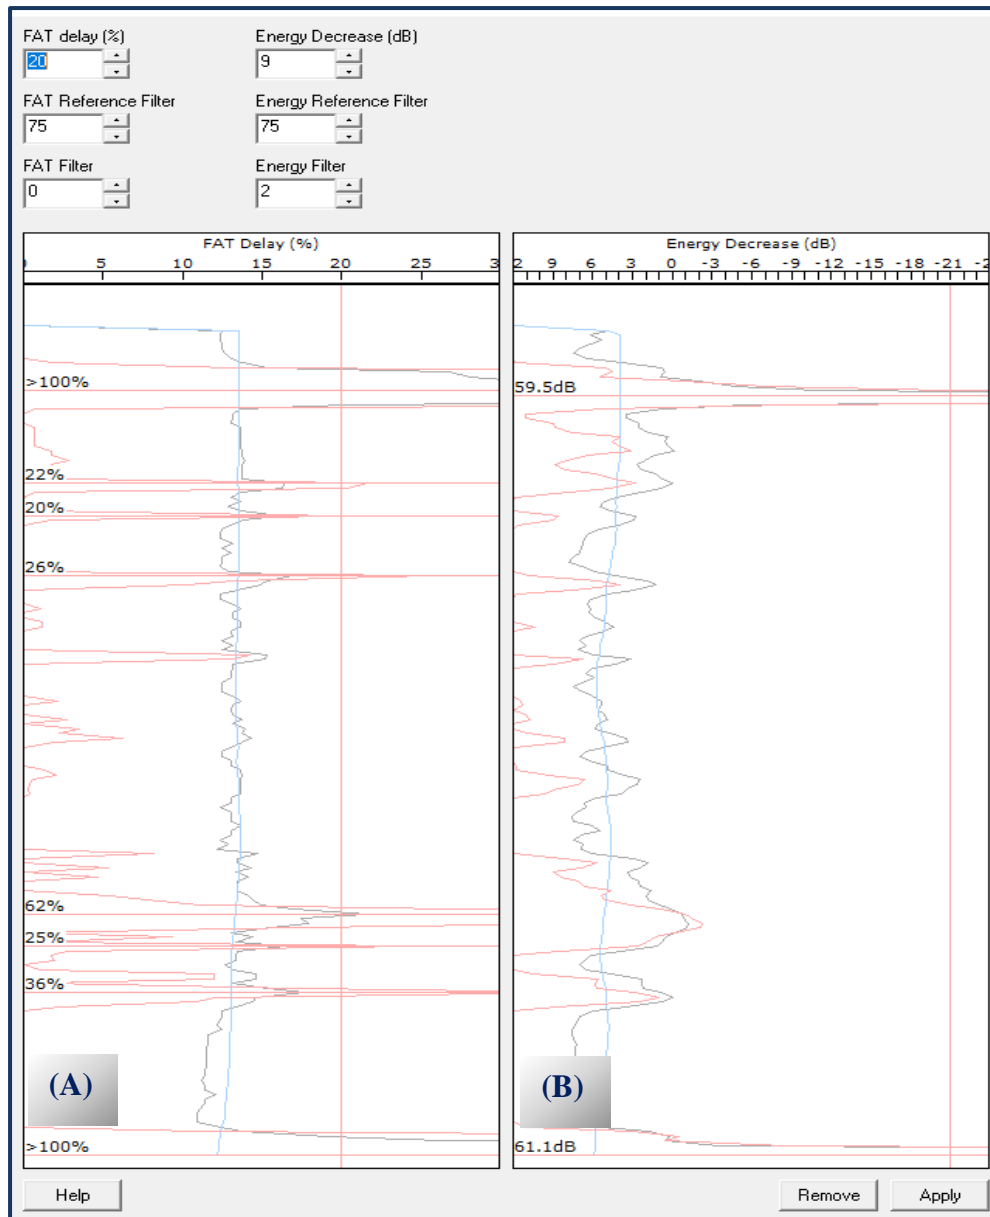 FAT delay (%) Energy Decrease (dB)
20 9
FAT Reference Filter Energy Reference Filter
75 75
FAT Filter Energy Filter
0 2
FAT Delay (%)
5 10 15 20 25 3
>100%
22%
20%
26%
62%
25%
36%
>100%
(A)
Energy Decrease (dB)
2 9 6 3 0 -3 -6 -9 -12 -15 -18 -21 -2
59.5dB
61.1dB
(B)
Help Remove Apply